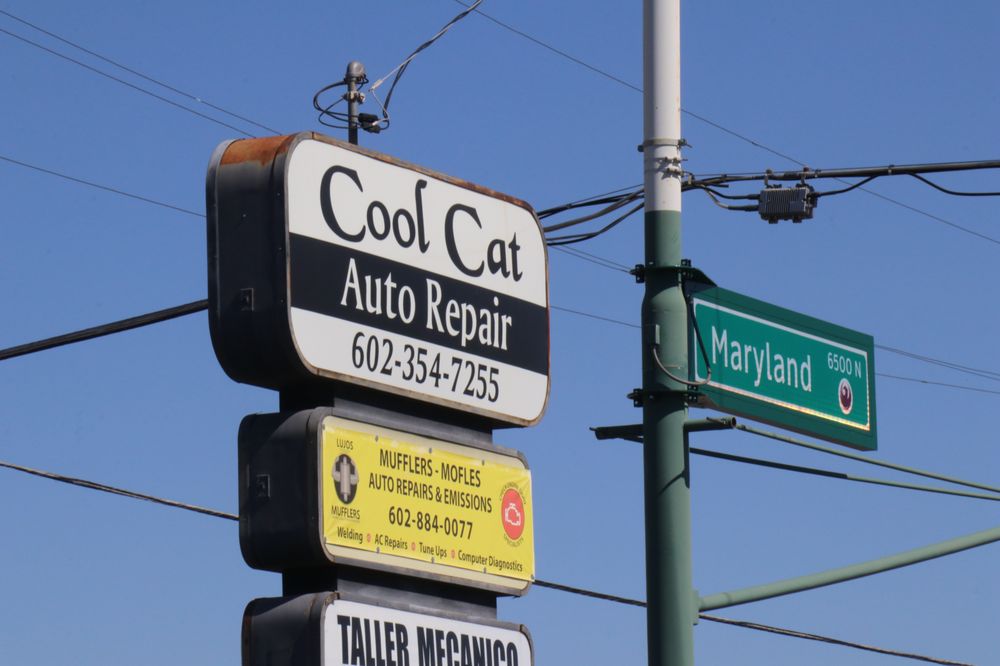 Cool Cat
Auto Repair
602-354-7255
LUJOS
MUFFLERS
MUFFLERS - MOFLES
AUTO REPAIRS & EMISSIONS
602-884-0077
Welding AC Repairs Tune Ups Computer Diagnostics
TALLER MECANICO
Maryland
6500 N